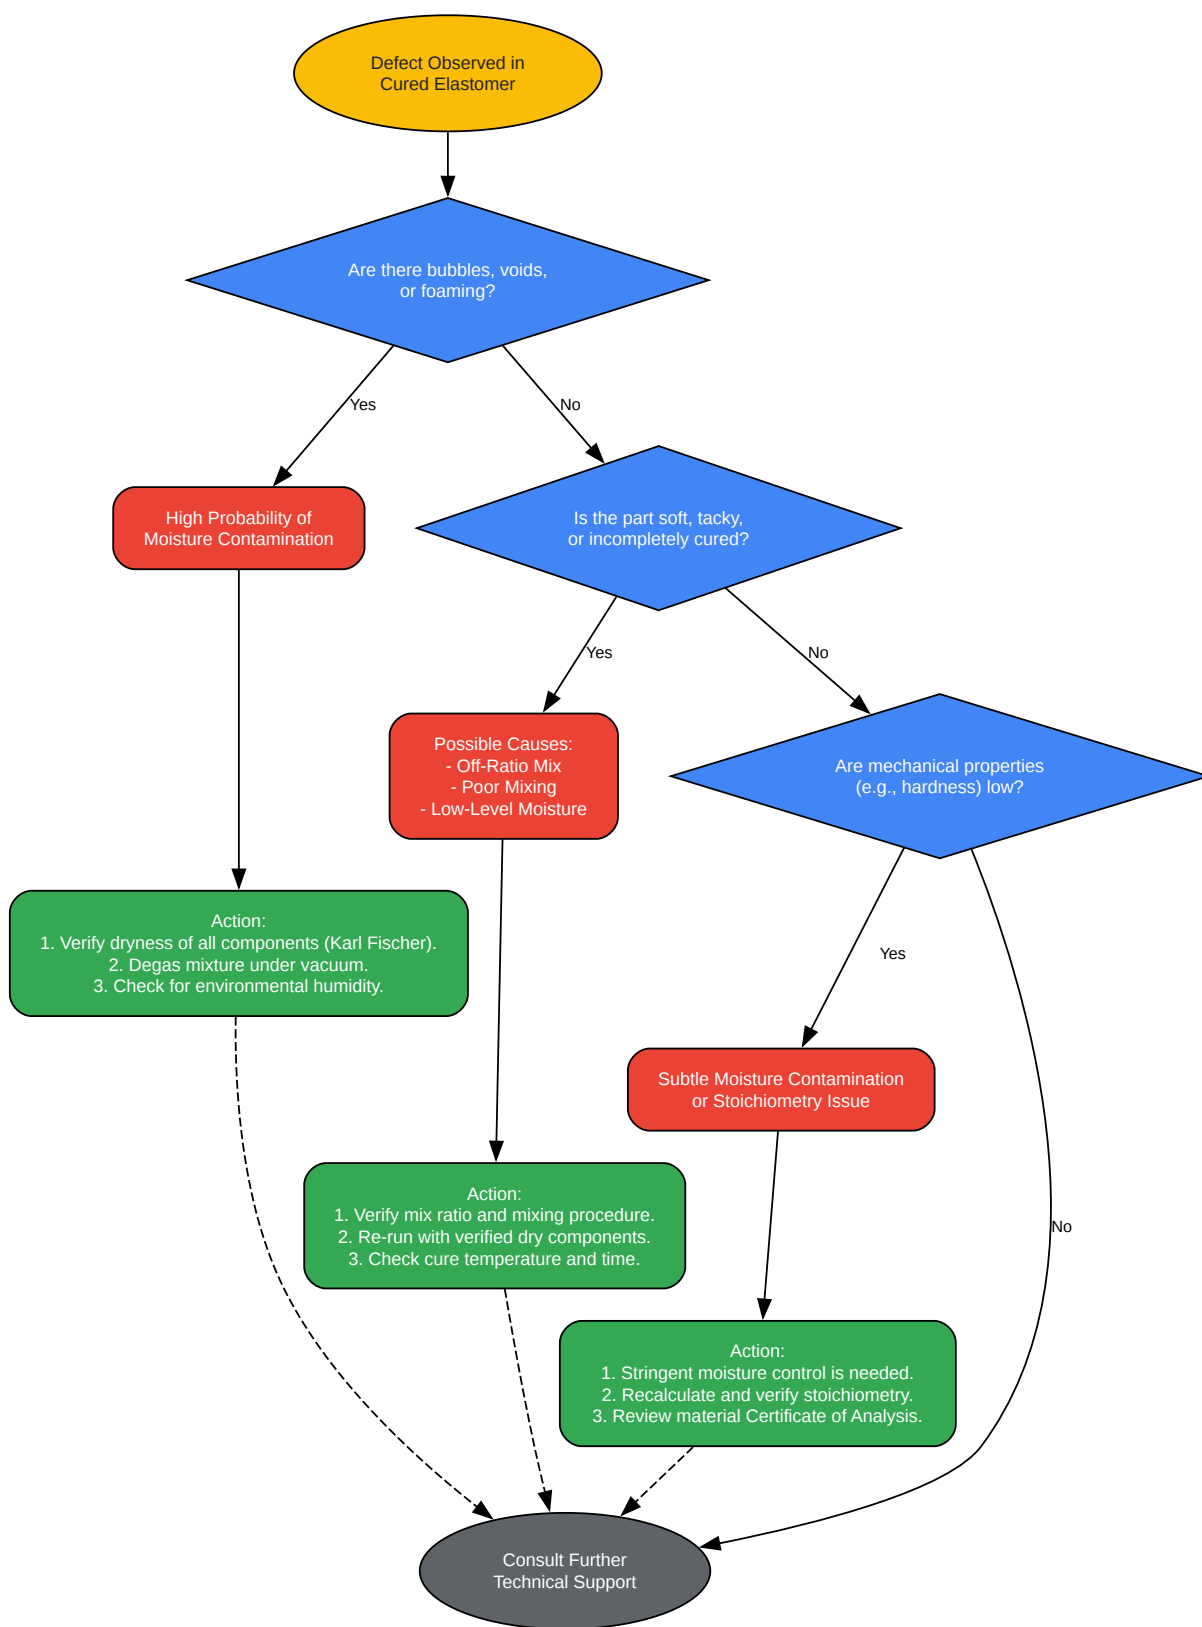 Defect Observed in
Cured Elastomer
Are there bubbles, voids,
or foaming?
Yes
No
High Probability of
Moisture Contamination
Is the part soft, tacky,
or incompletely cured?
Yes
No
Possible Causes:
- Off-Ratio Mix
- Poor Mixing
- Low-Level Moisture
Are mechanical properties
(e.g., hardness) low?
Action:
1. Verify dryness of all components (Karl Fischer).
2. Degas mixture under vacuum.
3. Check for environmental humidity.
Yes
Subtle Moisture Contamination
or Stoichiometry Issue
Action:
1. Verify mix ratio and mixing procedure.
2. Re-run with verified dry components.
3. Check cure temperature and time.
No
Action:
1. Stringent moisture control is needed.
2. Recalculate and verify stoichiometry.
3. Review material Certificate of Analysis.
Consult Further
Technical Support